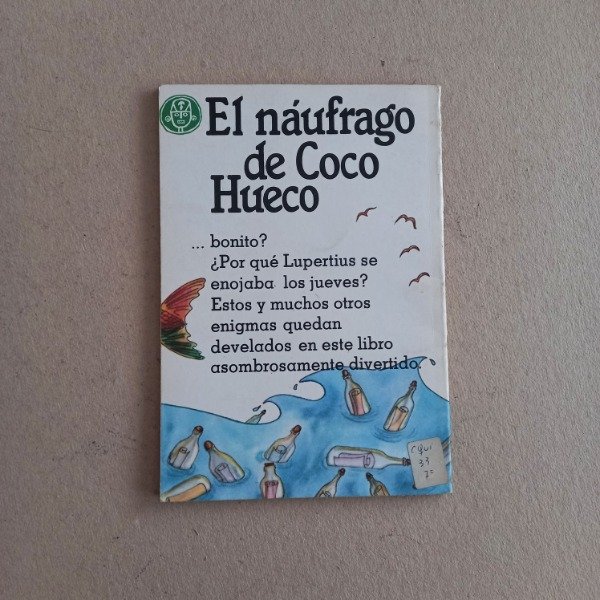 El náufrago
de Coco
Hueco
... bonito?
¿Por qué Lupertius se
enojaba los jueves?
Estos y muchos otros
enigmas quedan
develados en este libro
asombrosamente divertido.
33